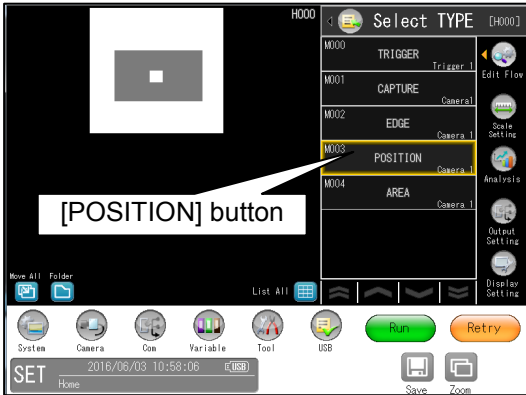 H000
Select TYPE [H000]
M000
TRIGGER
Trigger 1
M001
CAPTURE
Camera1
M002
EDGE
Camera 1
M003
POSITION
Camera 1
M004
AREA
Camera 1
Edit Flow
Scale
Setting
Analysis
Output
Setting
Display
Setting
[POSITION] button
Move All Folder
List All
System Camera Com Variable Tool USB
Run Retry
SET
2016/06/03 10:58:06 USB
Home
Save Zoom